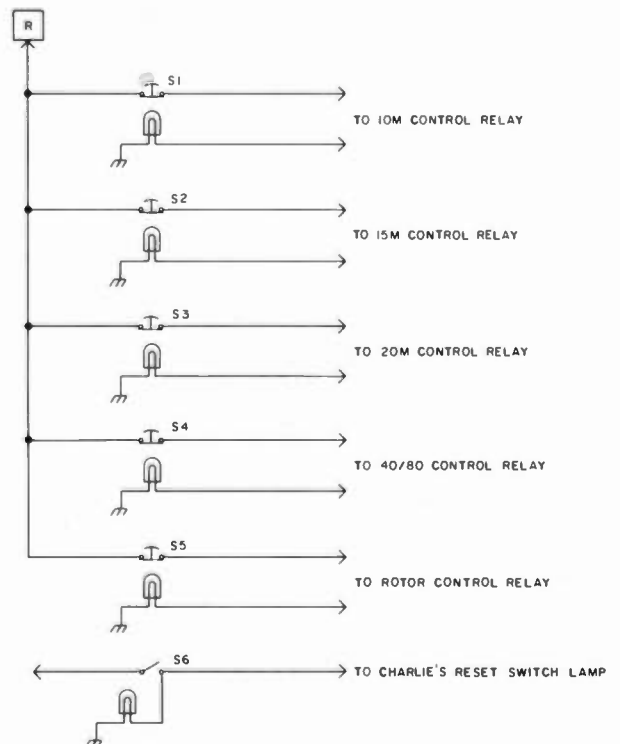 R
S1
TO 10M CONTROL RELAY
S2
TO 15M CONTROL RELAY
S3
TO 20M CONTROL RELAY
S4
TO 40/80 CONTROL RELAY
S5
TO ROTOR CONTROL RELAY
S6
TO CHARLIE'S RESET SWITCH LAMP